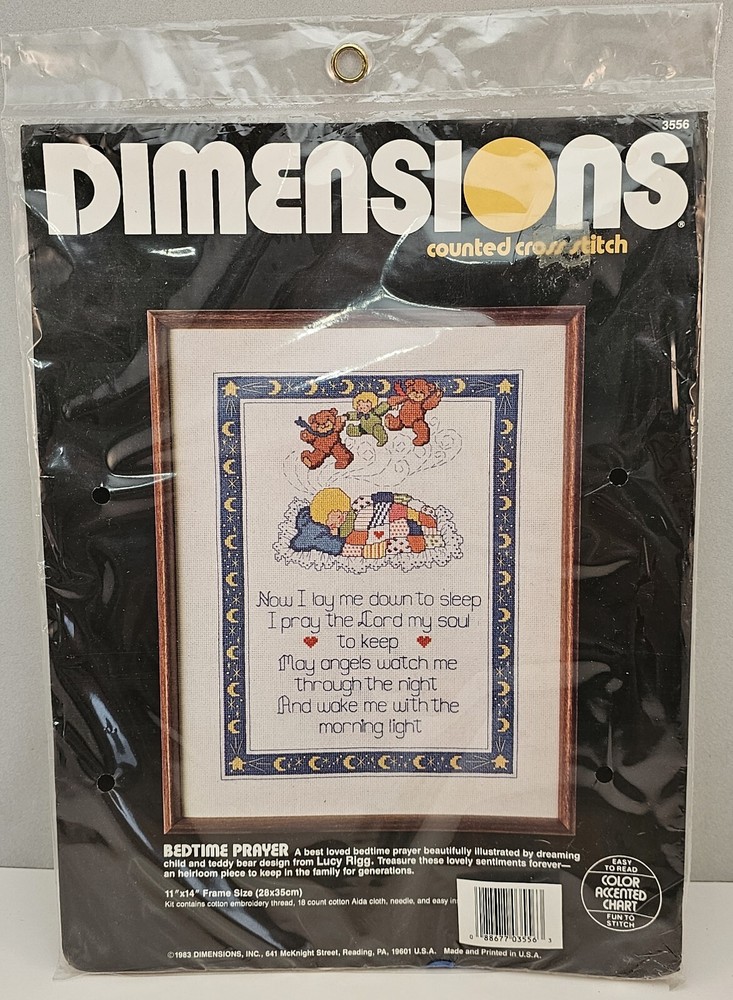 3556
DIMENSIONS®
counted cross stitch
Now I lay me down to sleep
I pray the Lord my soul
to keep
May angels watch me
through the night
And wake me with the
morning light
BEDTIME PRAYER A best loved bedtime prayer beautifully illustrated by dreaming
child and teddy bear design from Lucy Rigg. Treasure these lovely sentiments forever—
an heirloom piece to keep in the family for generations.
11"x14" Frame Size (28x35cm)
Kit contains cotton embroidery thread, 18 count cotton Aida cloth, needle, and easy
EASY
TO READ
COLOR
ACCENTED
CHART
FUN TO
STITCH
0 88677 03556 3
©1983 DIMENSIONS, INC., 641 McKnight Street, Reading, PA, 19601 U.S.A. Made and Printed in U.S.A.